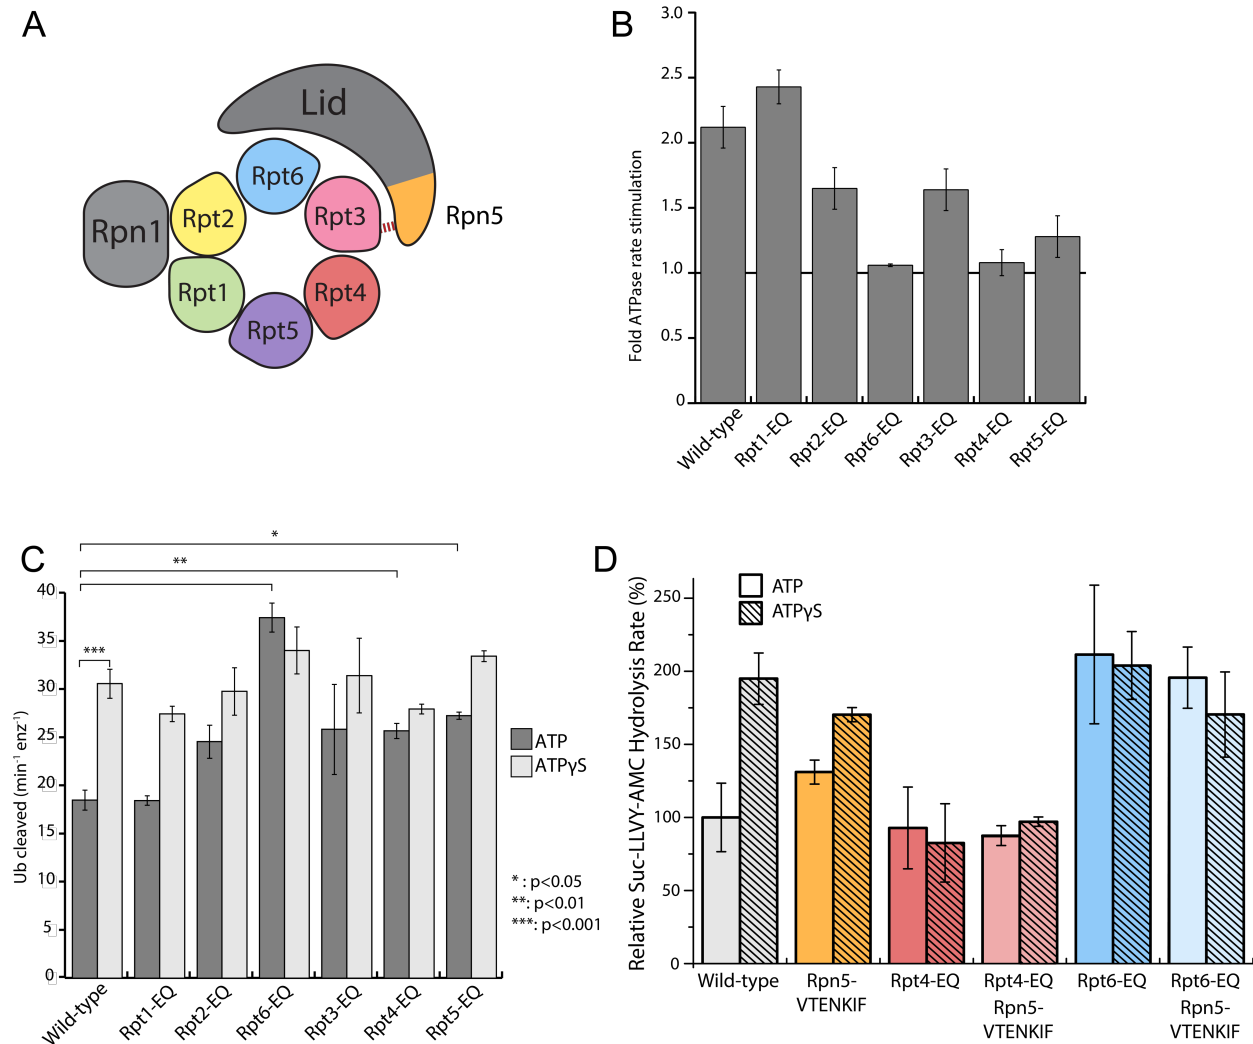 A
Lid
Rpt6
Rpt3
Rpn5
Rpt2
Rpn1
Rpt1
Rpt4
Rpt5
B
Fold ATPase rate stimulation
3.0
2.5
2.0
1.5
1.0
0.5
0
Wild-type
Rpt1-EQ
Rpt2-EQ
Rpt6-EQ
Rpt3-EQ
Rpt4-EQ
Rpt5-EQ
C
*
**
***
Ub cleaved (min⁻¹ enz⁻¹)
40
35
30
25
20
15
10
5
0
ATP
ATPγS
* : p<0.05
**: p<0.01
***: p<0.001
Wild-type
Rpt1-EQ
Rpt2-EQ
Rpt6-EQ
Rpt3-EQ
Rpt4-EQ
Rpt5-EQ
D
Relative Suc-LLVY-AMC Hydrolysis Rate (%)
ATP
ATPγS
250
200
150
100
50
0
Wild-type
Rpn5-
VTENKIF
Rpt4-EQ
Rpt4-EQ
Rpn5-
VTENKIF
Rpt6-EQ
Rpt6-EQ
Rpn5-
VTENKIF